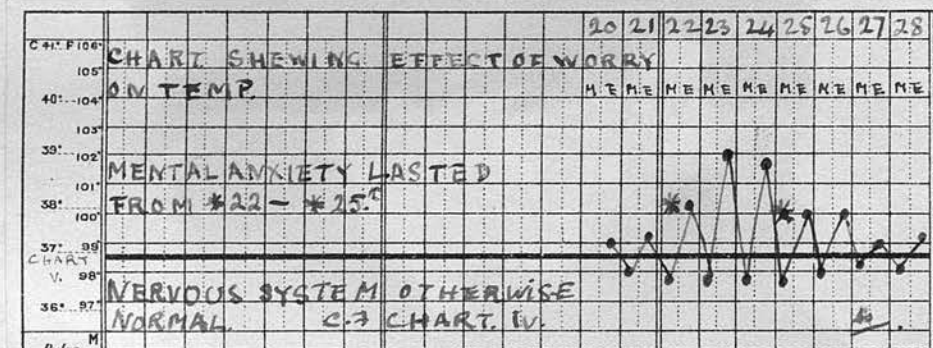 20 21 22 23 24 25 26 27 28
C 41° F 106°
CHART SHEWING EFFECT OF WORRY
105°
ON TEMP. M E M E M E M E M E M E M E M E M E
40° 104°
103°
39° 102°
MENTAL ANXIETY LASTED
101°
FROM *22 - *25.
38° 100°
37° 99°
CHART
V. 98°
NERVOUS SYSTEM OTHERWISE
36° 97°
NORMAL. C.F CHART. IV.
M